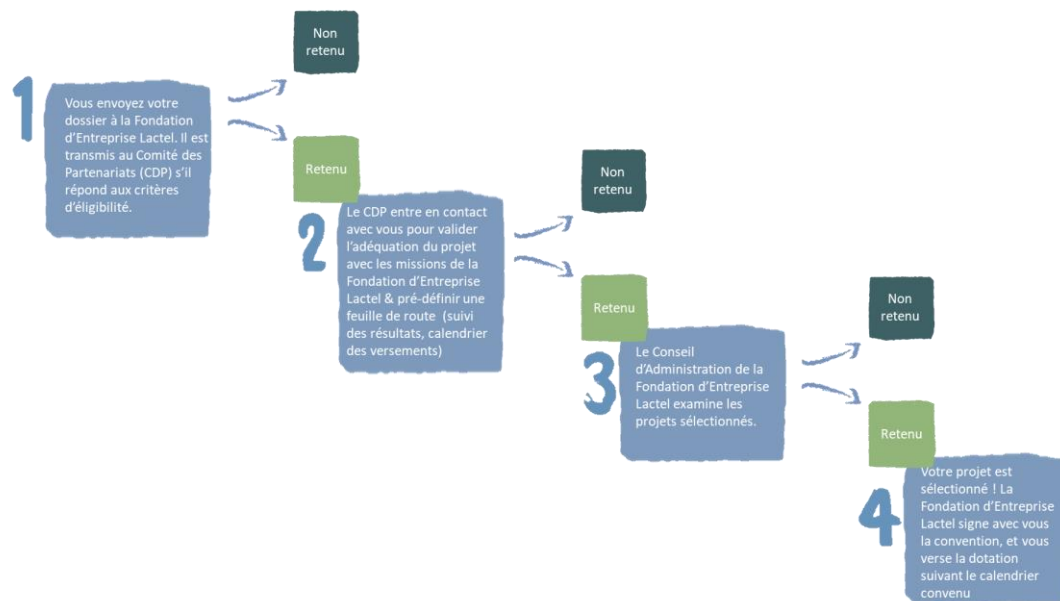 Non
retenu
1
Vous envoyez votre
dossier à la Fondation
d'Entreprise Lactel. Il est
transmis au Comité des
Partenariats (CDP) s'il
répond aux critères
d'éligibilité.
Retenu
Non
retenu
2
Le CDP entre en contact
avec vous pour valider
l'adéquation du projet
avec les missions de la
Fondation d'Entreprise
Lactel & pré-définir une
feuille de route (suivi
des résultats, calendrier
des versements)
Retenu
Non
retenu
3
Le Conseil
d'Administration de la
Fondation d'Entreprise
Lactel examine les
projets sélectionnés.
Retenu
4
Votre projet est
sélectionné ! La
Fondation d'Entreprise
Lactel signe avec vous
la convention, et vous
verse la dotation
suivant le calendrier
convenu